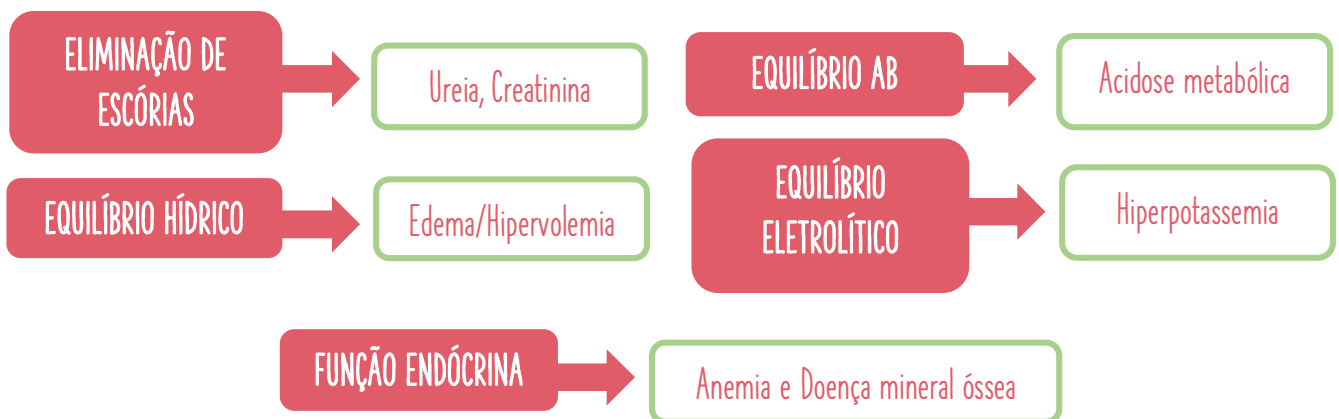 ELIMINAÇÃO DE
ESCÓRIAS
Ureia, Creatinina
EQUILÍBRIO AB
Acidose metabólica
EQUILÍBRIO HÍDRICO
Edema/Hipervolemia
EQUILÍBRIO
ELETROLÍTICO
Hiperpotassemia
FUNÇÃO ENDÓCRINA
Anemia e Doença mineral óssea